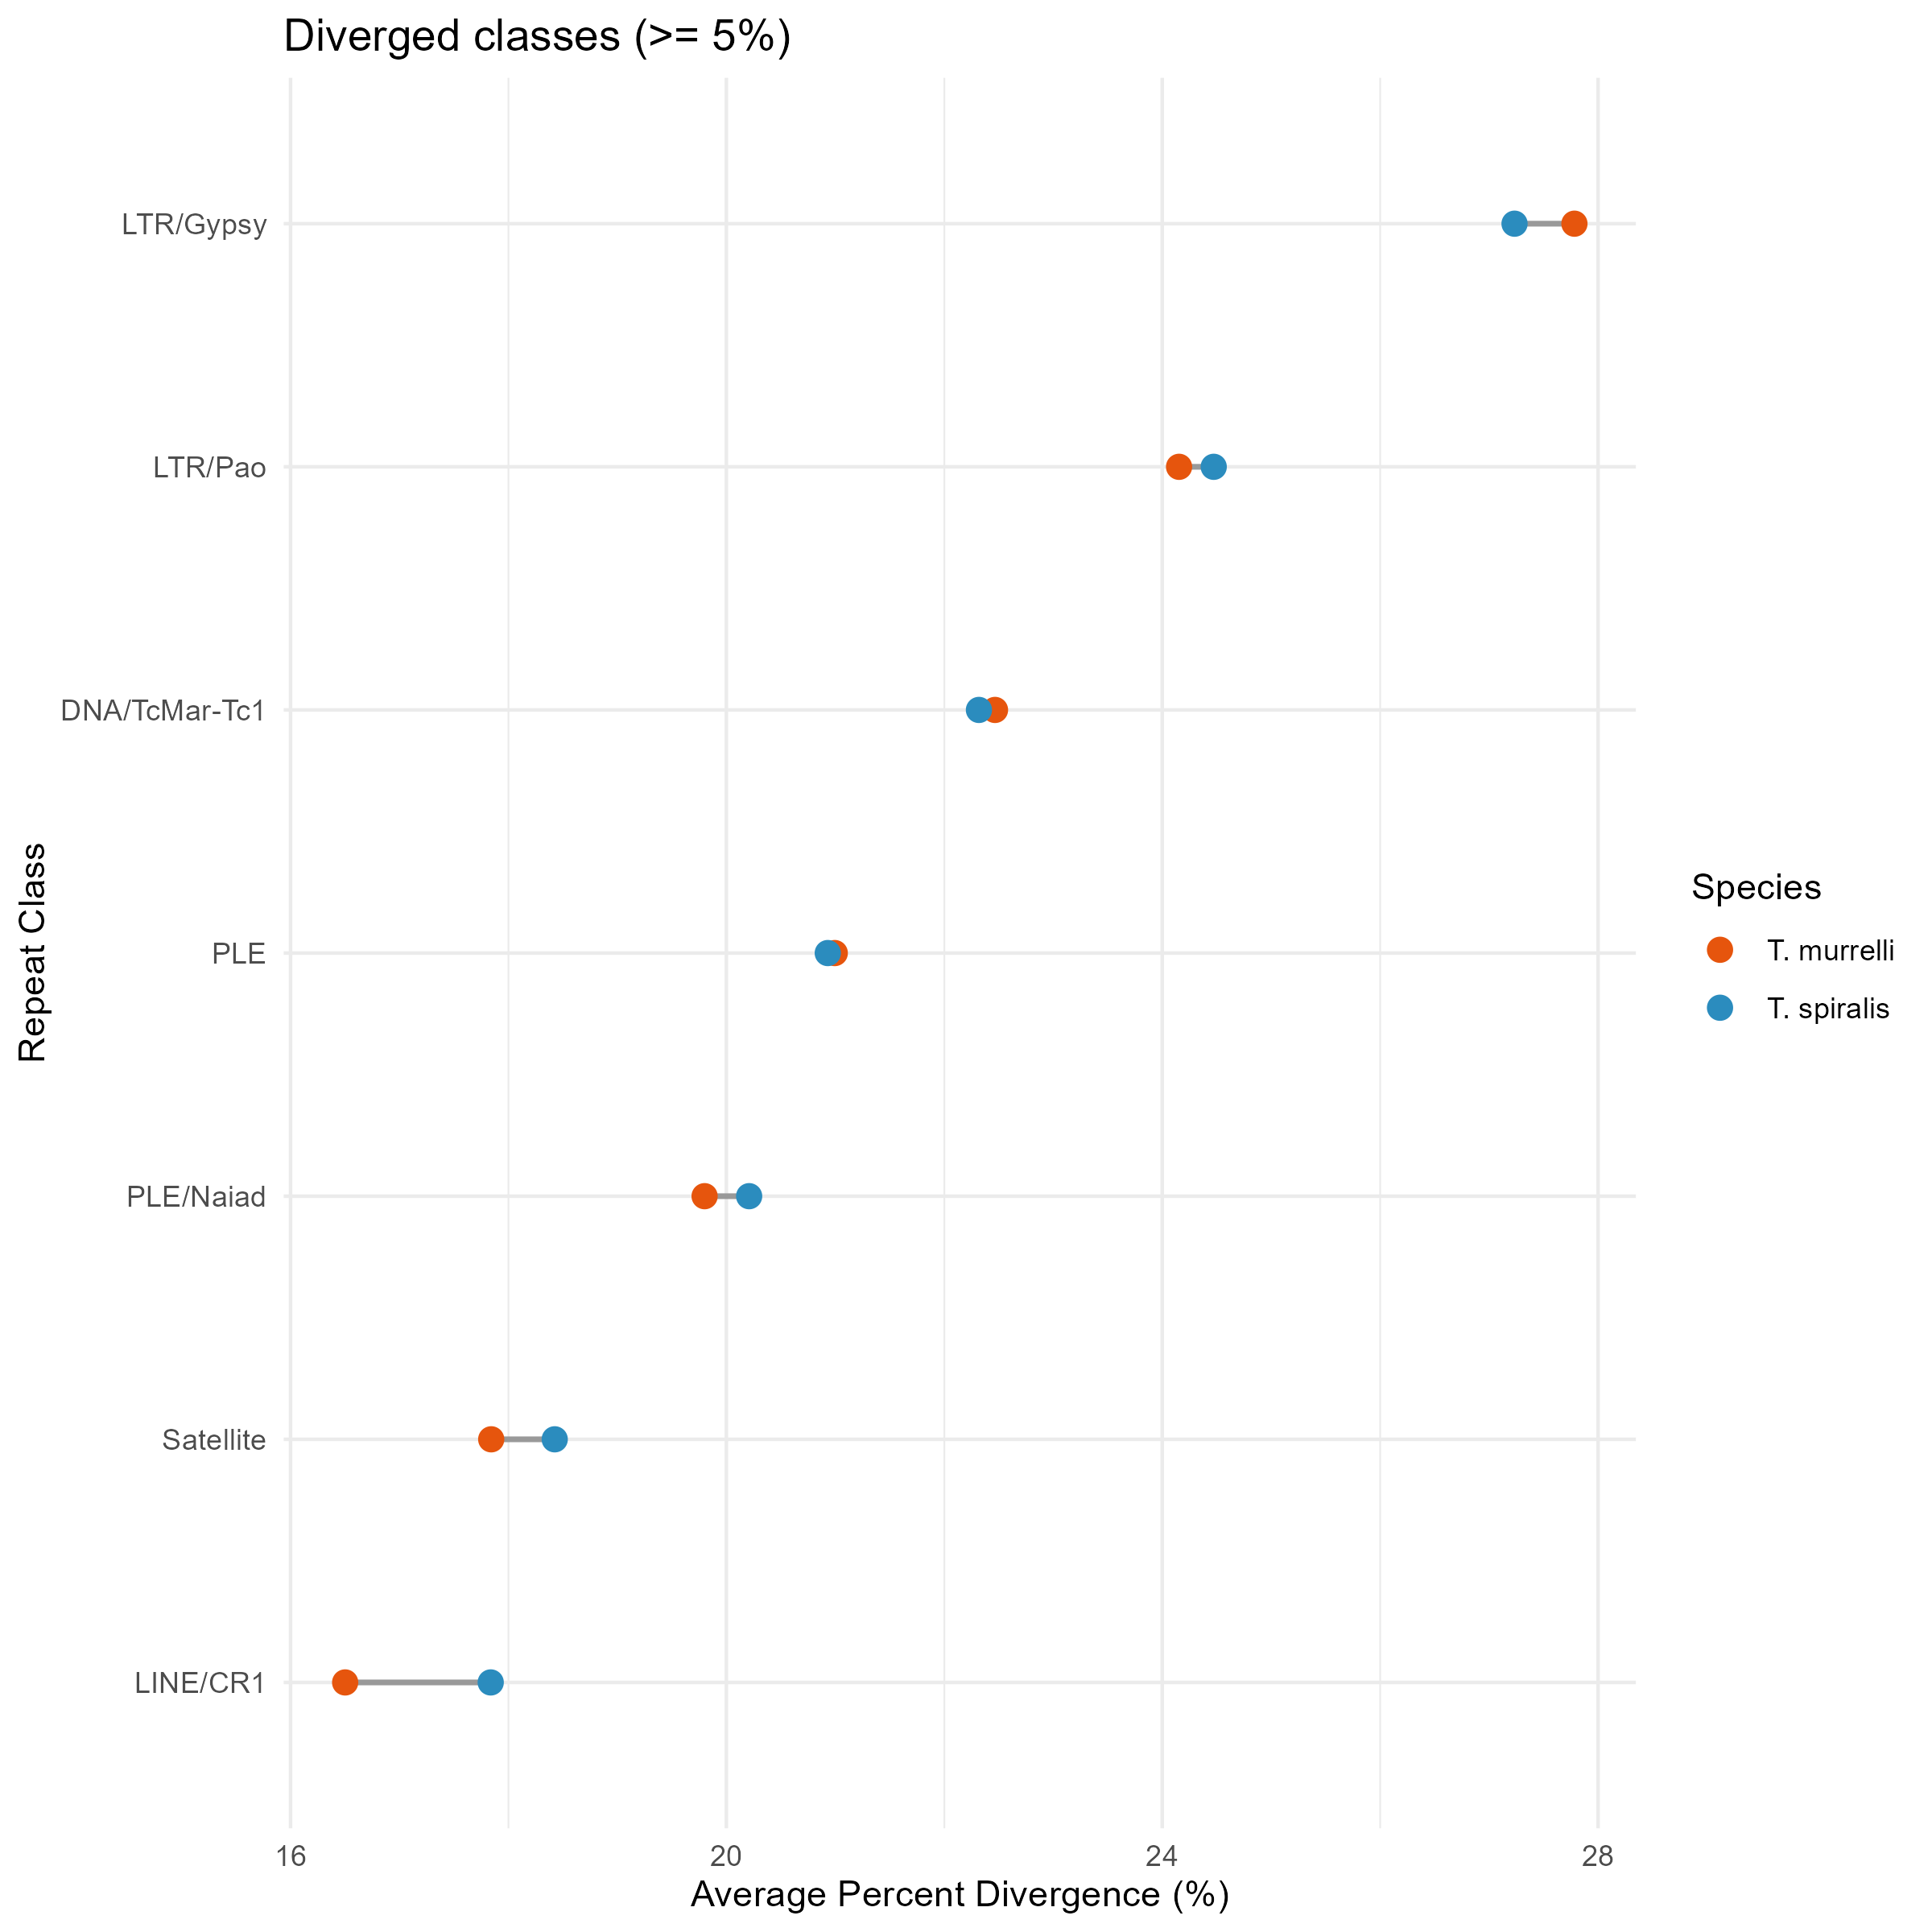 Diverged classes (>= 5%)
LTR/Gypsy
LTR/Pao
DNA/TcMar-Tc1
PLE
PLE/Naiad
Satellite
LINE/CR1
Repeat Class
16 20 24 28
Average Percent Divergence (%)
Species
T. murrelli
T. spiralis